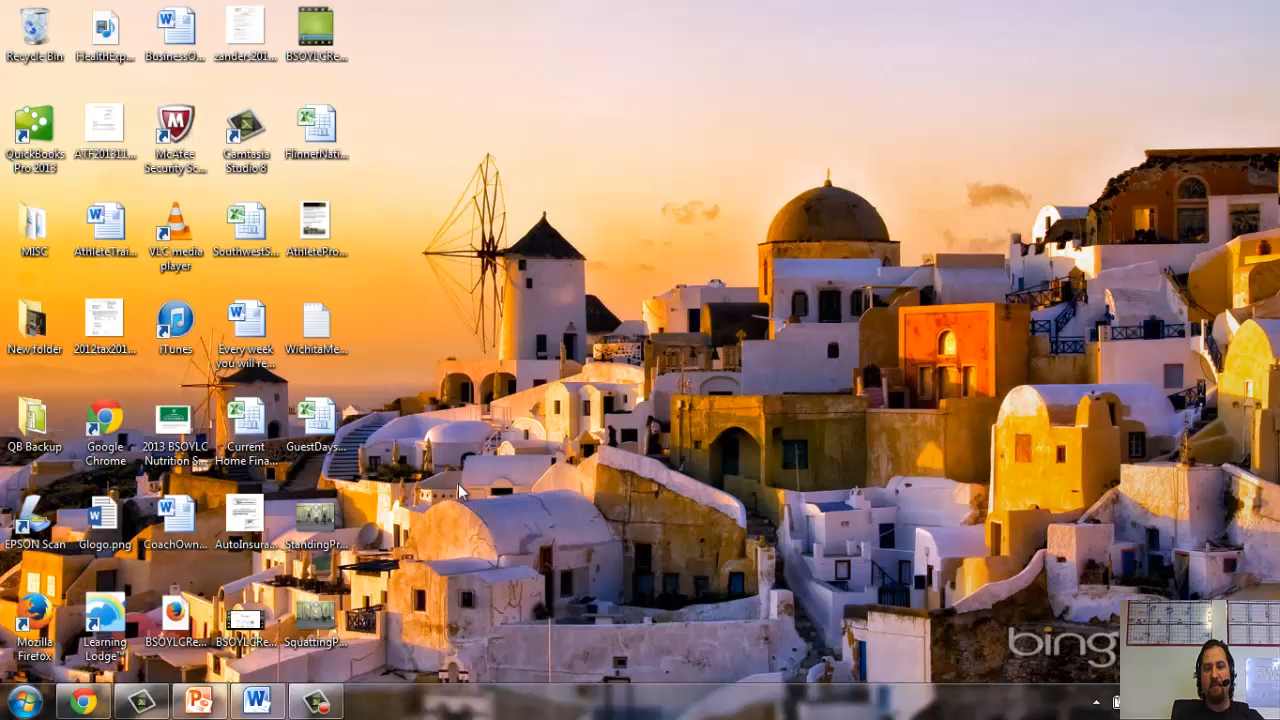 Recycle Bin
HealthExp...
BusinessO...
zanders201...
BSOYLCRe...
QuickBooks
Pro 2013
ATF201311...
McAfee
Security Sc...
Camtasia
Studio 8
FlinnerNati...
MISC
AthleteTrai...
VLC media
player
SouthwestS...
AthletePro...
New folder
2012tax201...
iTunes
Every week
you will re...
WichitaMe...
QB Backup
Google
Chrome
2013 BSOYLC
Nutrition S...
Current
Home Fina...
GuestDays...
EPSON Scan
Glogo.png
CoachOwn...
AutoInsura...
StandingPr...
Mozilla
Firefox
Learning
Lodge™
BSOYLCRe...
BSOYLCRe...
SquattingP...
bing